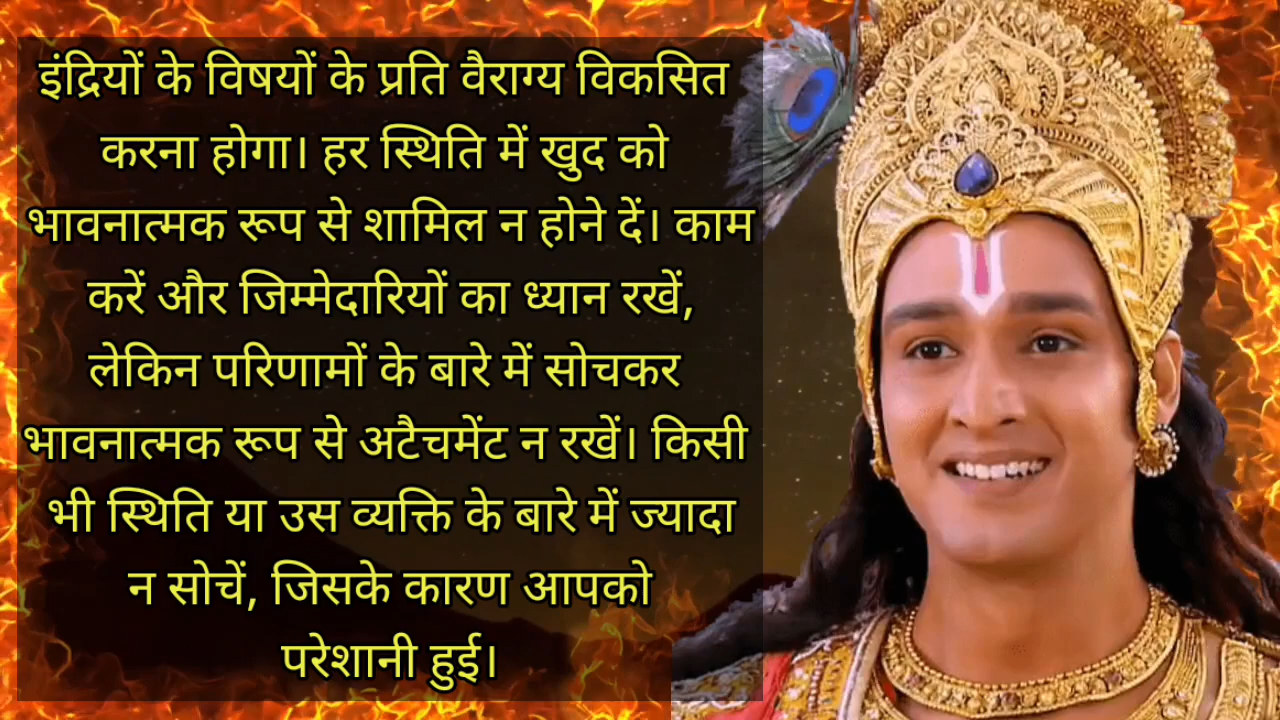 इंद्रियों के विषयों के प्रति वैराग्य विकसित
करना होगा। हर स्थिति में खुद को
भावनात्मक रूप से शामिल न होने दें। काम
करें और जिम्मेदारियों का ध्यान रखें,
लेकिन परिणामों के बारे में सोचकर
भावनात्मक रूप से अटैचमेंट न रखें। किसी
भी स्थिति या उस व्यक्ति के बारे में ज्यादा
न सोचें, जिसके कारण आपको
परेशानी हुई।